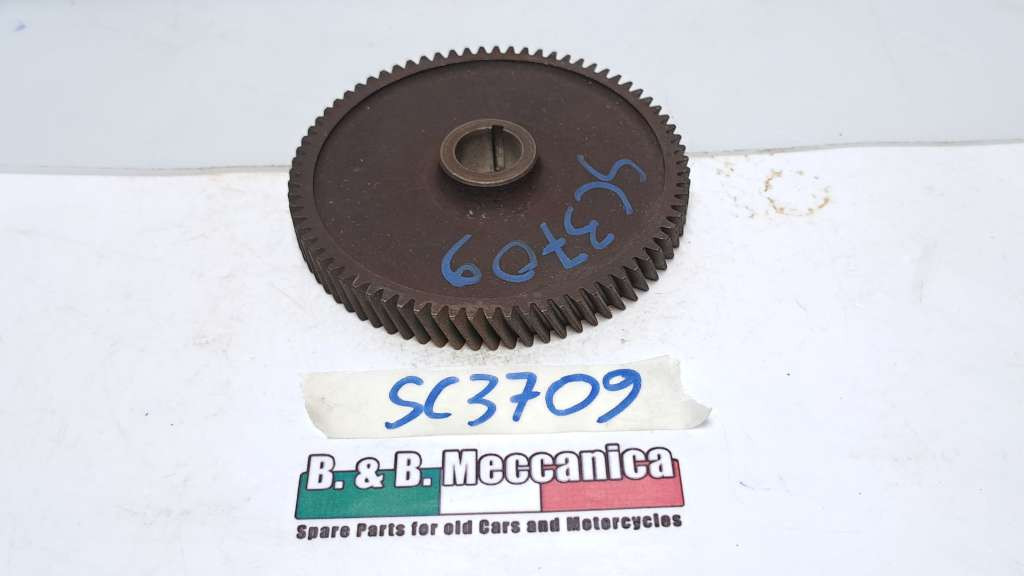 SC3709
SC3709
B. & B. Meccanica
Spare Parts for old Cars and Motorcycles